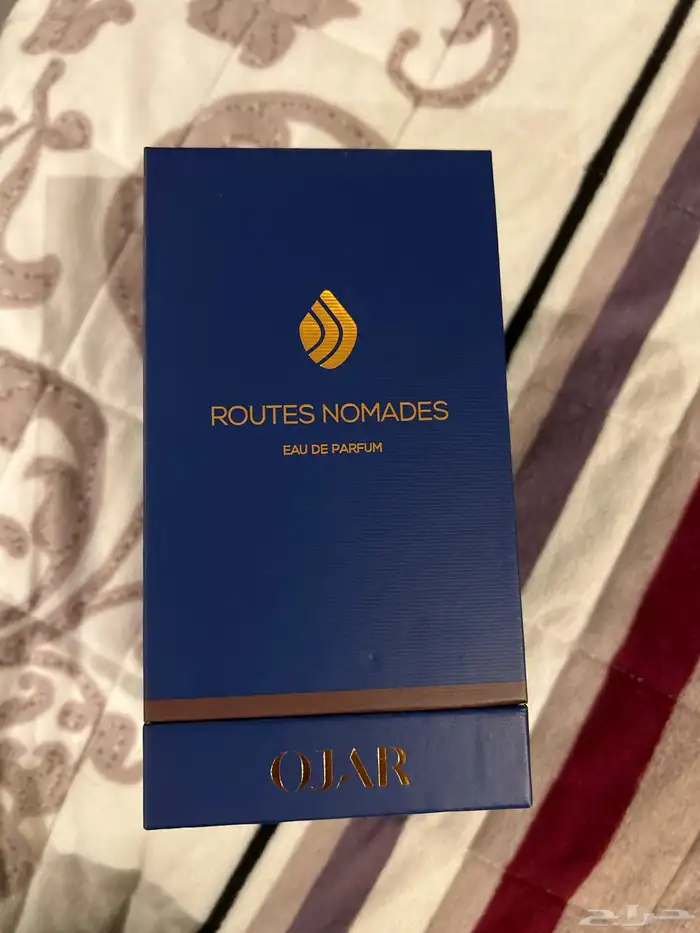 ROUTES NOMADES
EAU DE PARFUM
OJAR
حراج